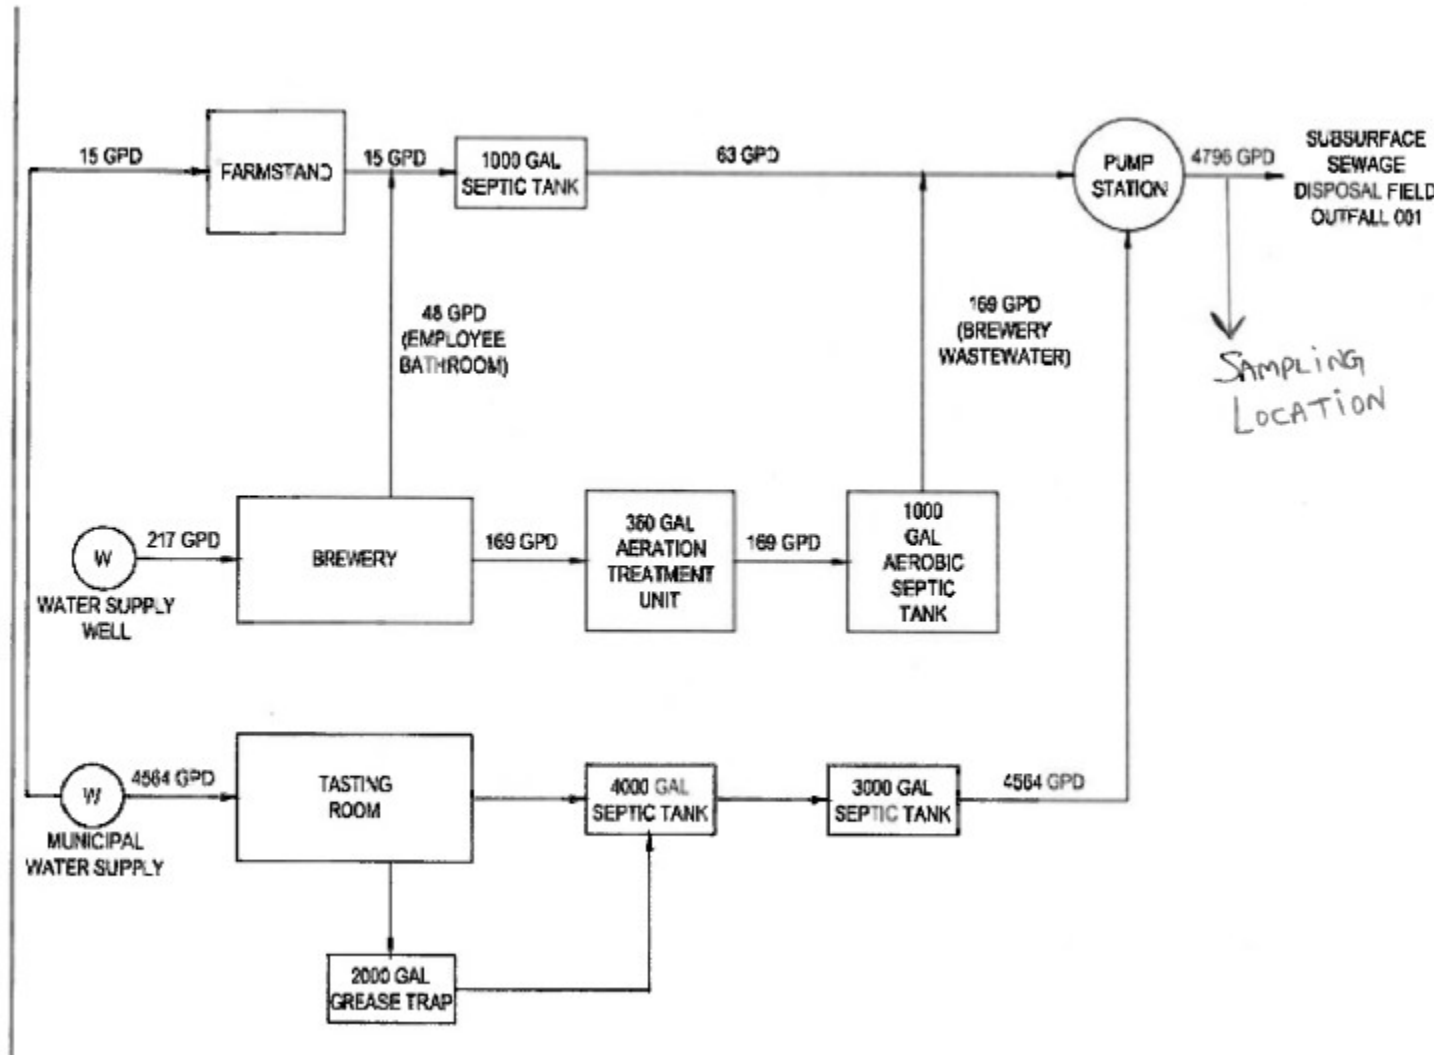 15 GPD
FARMSTAND
15 GPD
1000 GAL
SEPTIC TANK
63 GPD
PUMP
STATION
4796 GPD
SUBSURFACE
SEWAGE
DISPOSAL FIELD
OUTFALL 001
48 GPD
(EMPLOYEE
BATHROOM)
169 GPD
(BREWERY
WASTEWATER)
SAMPLING
LOCATION
W
217 GPD
WATER SUPPLY
WELL
BREWERY
169 GPD
360 GAL
AERATION
TREATMENT
UNIT
169 GPD
1000
GAL
AEROBIC
SEPTIC
TANK
W
4564 GPD
MUNICIPAL
WATER SUPPLY
TASTING
ROOM
4000 GAL
SEPTIC TANK
3000 GAL
SEPTIC TANK
4564 GPD
2000 GAL
GREASE TRAP